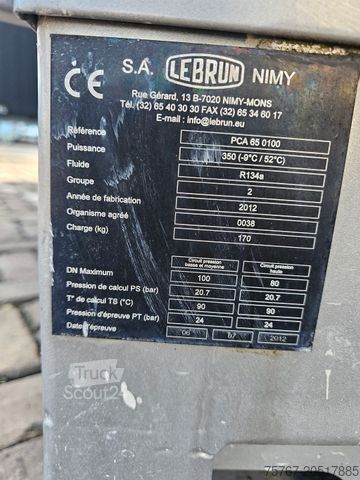 CE S.A. LEBRUN NIMY
Rue Gérard, 13 B-7020 NIMY-MONS
Tél. (32) 65 40 30 30 FAX (32) 65 34 60 17
E-mail : info@lebrun.eu
Référence PCA 65 0100
Puissance 350 (-9°C / 52°C)
Fluide R134a
Groupe 2
Année de fabrication 2012
Organisme agréé 0038
Charge (kg) 170
Circuit pression basse et moyenne Circuit pression haute
DN Maximum 100 80
Pression de calcul PS (bar) 20.7 20.7
T° de calcul TS (°C) 90 90
Pression d'épreuve PT (bar) 24 24
Date d'épreuve 06 07 2012
Truck
Scout24
75767 20517885